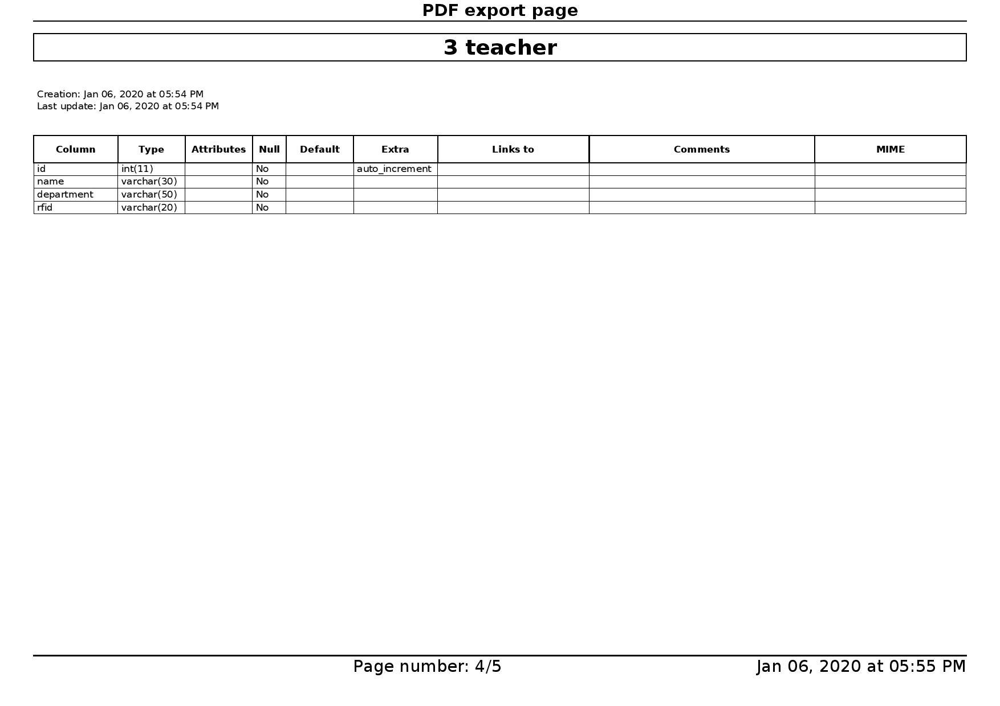 PDF export page
3 teacher
Creation: Jan 06, 2020 at 05:54 PM
Last update: Jan 06, 2020 at 05:54 PM
Column Type Attributes Null Default Extra Links to Comments MIME
id int(11) No auto_increment
name varchar(30) No
department varchar(50) No
rfid varchar(20) No
Page number: 4/5 Jan 06, 2020 at 05:55 PM